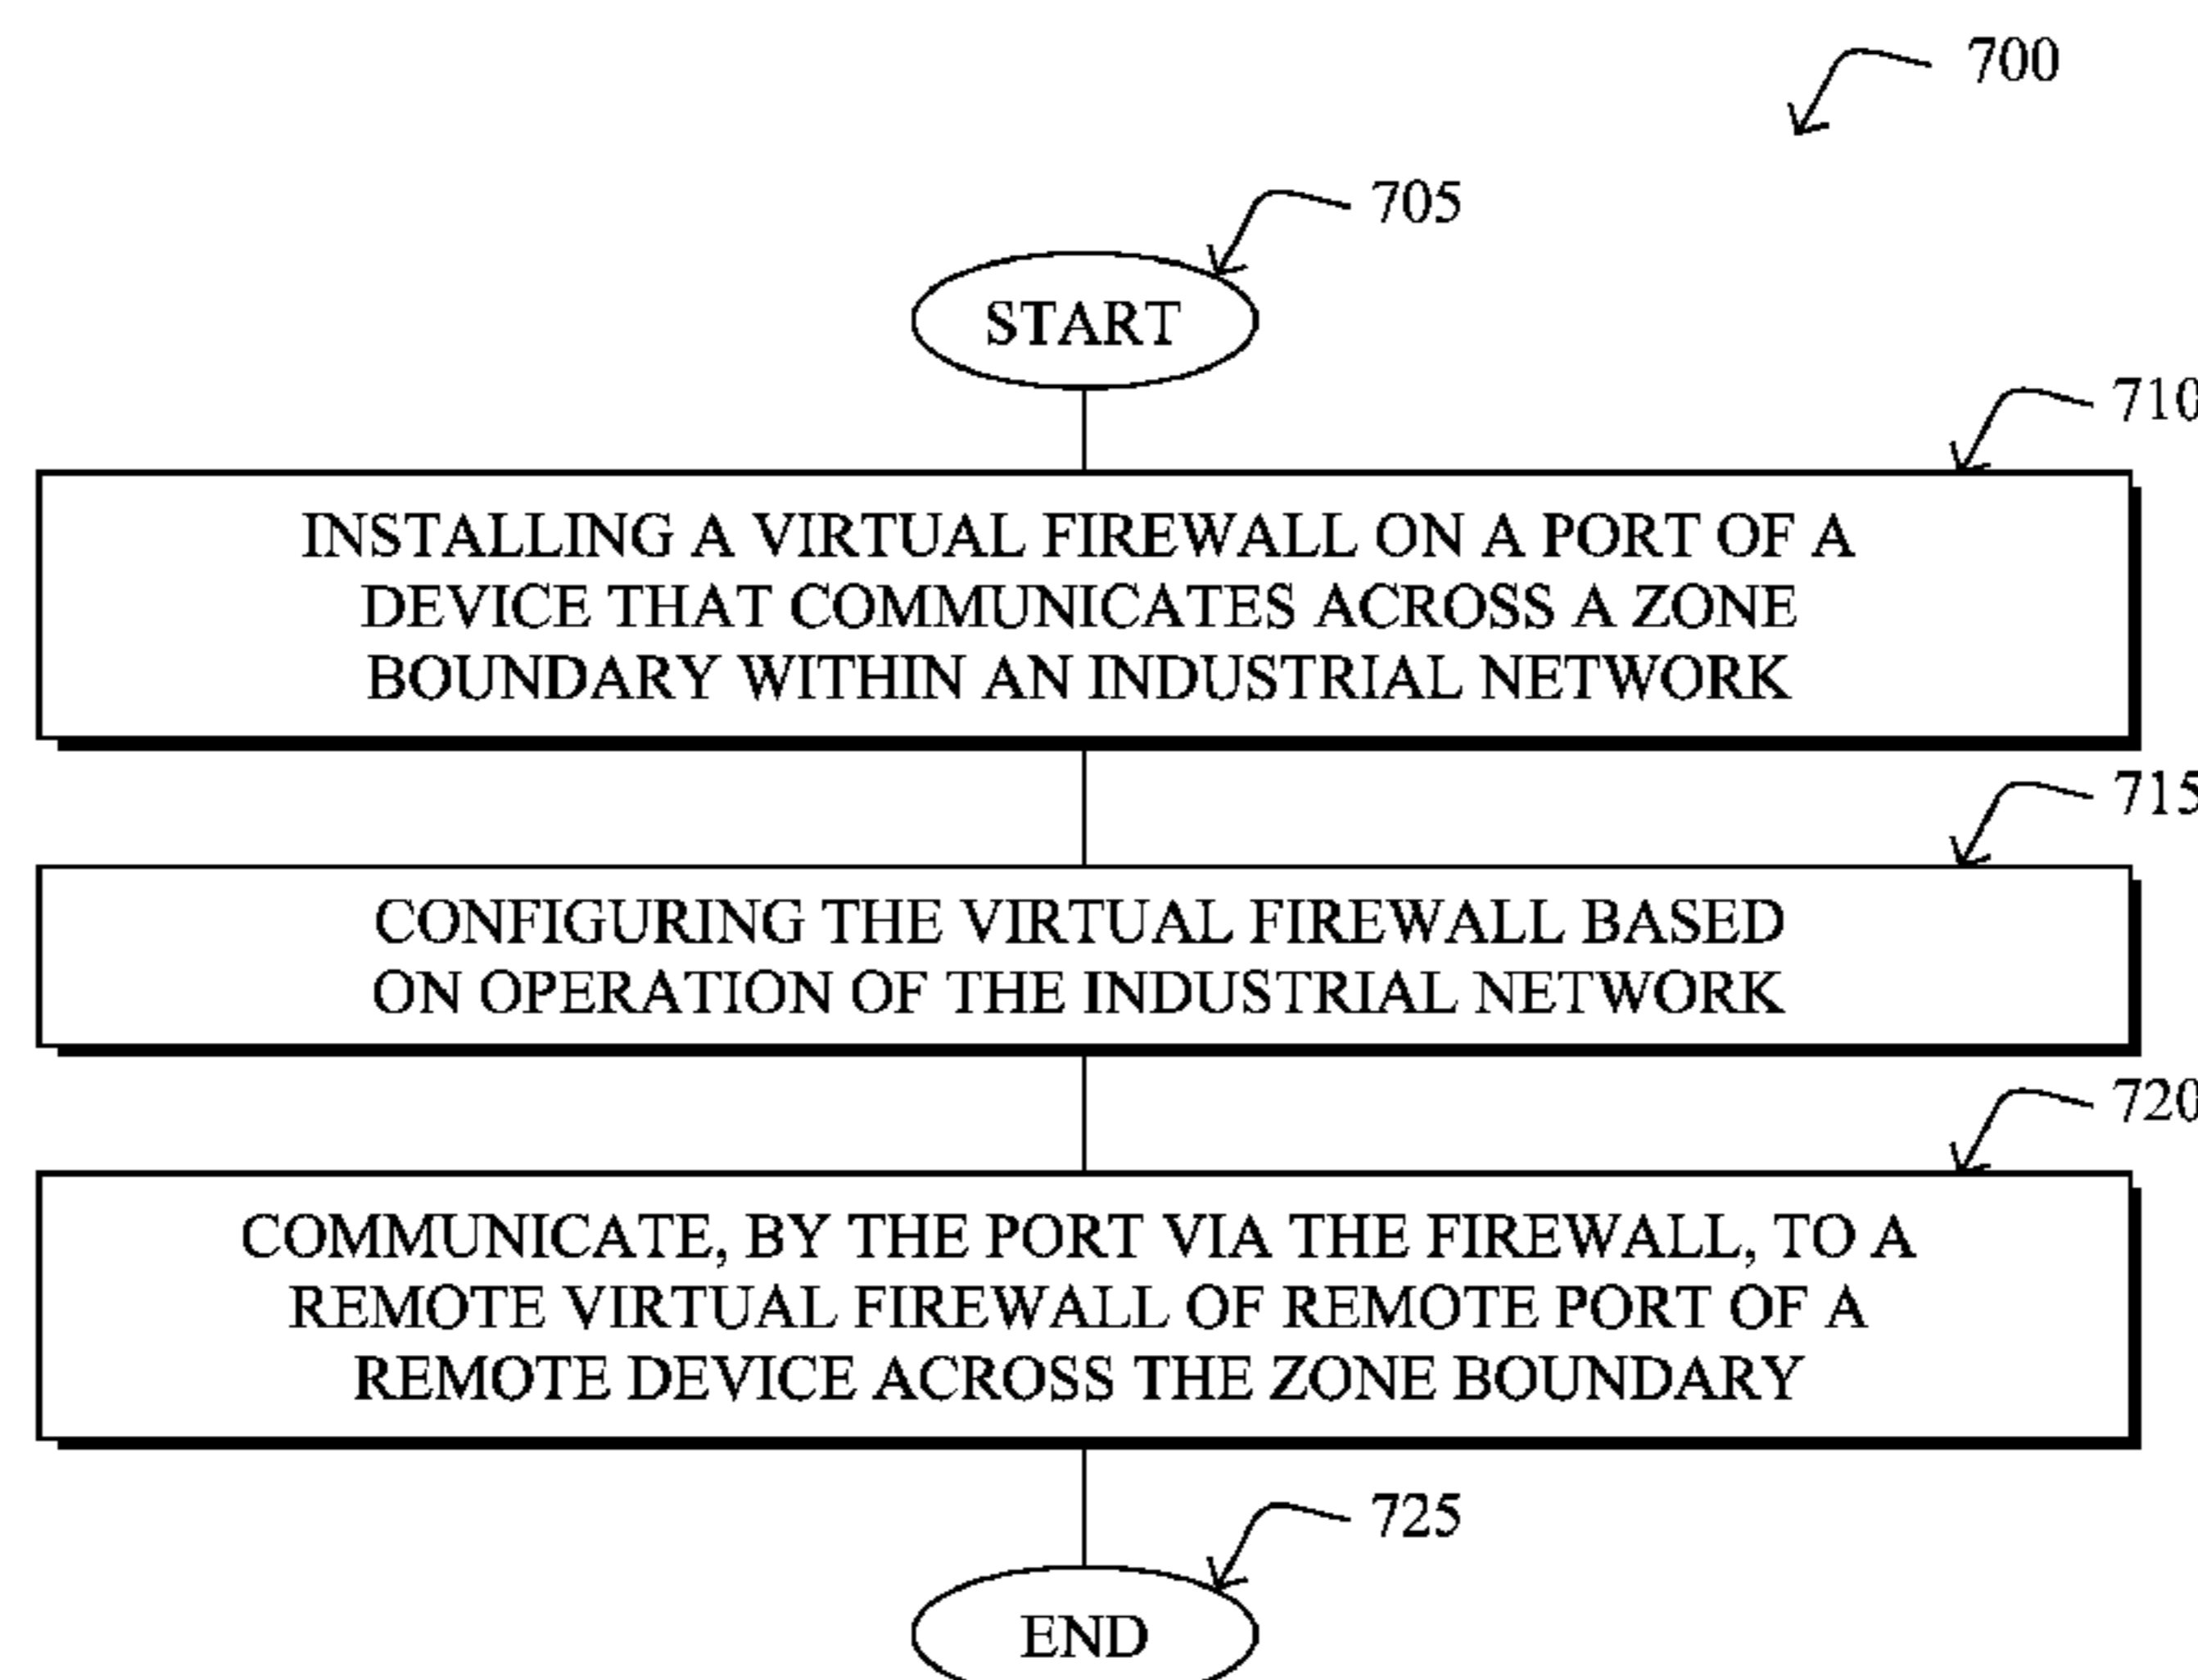 700
705
START
710
INSTALLING A VIRTUAL FIREWALL ON A PORT OF A
DEVICE THAT COMMUNICATES ACROSS A ZONE
BOUNDARY WITHIN AN INDUSTRIAL NETWORK
715
CONFIGURING THE VIRTUAL FIREWALL BASED
ON OPERATION OF THE INDUSTRIAL NETWORK
720
COMMUNICATE, BY THE PORT VIA THE FIREWALL, TO A
REMOTE VIRTUAL FIREWALL OF REMOTE PORT OF A
REMOTE DEVICE ACROSS THE ZONE BOUNDARY
725
END